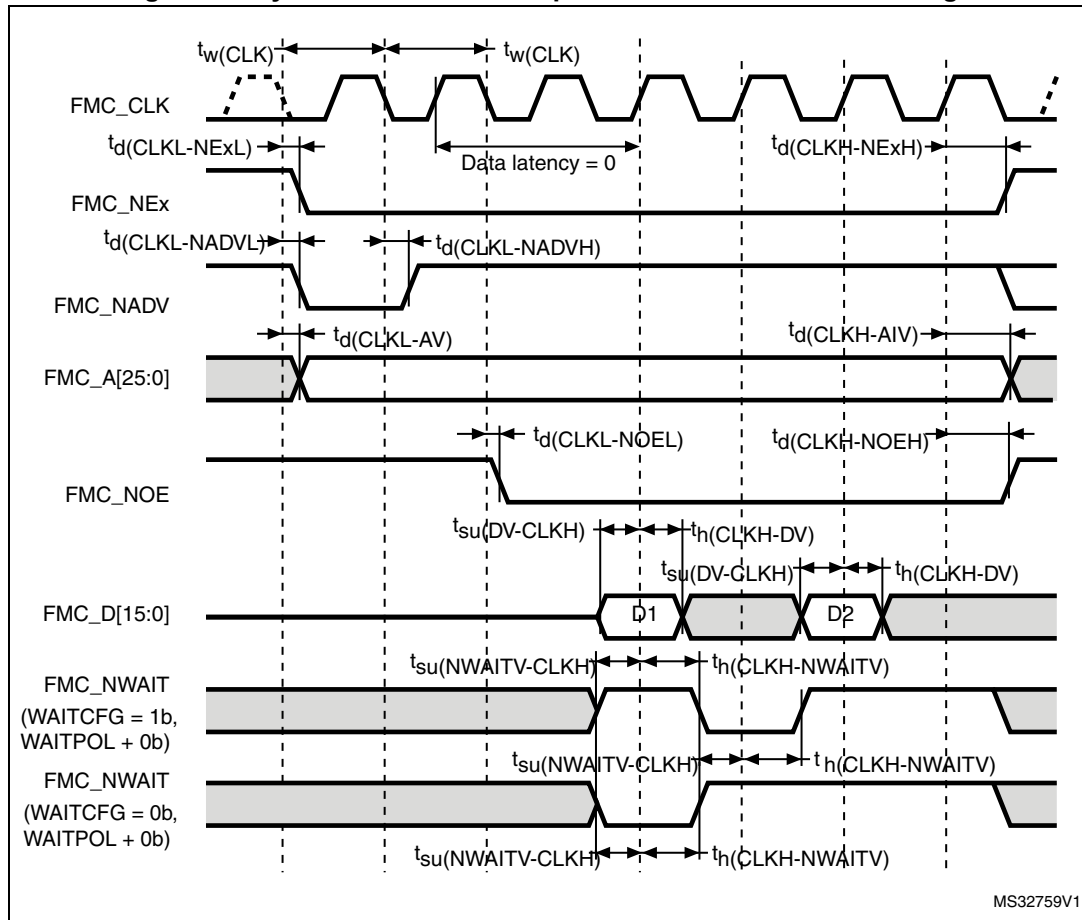 tw(CLK) tw(CLK)
FMC_CLK
td(CLKL-NExL) Data latency = 0 td(CLKH-NExH)
FMC_NEx
td(CLKL-NADVL) td(CLKL-NADVH)
FMC_NADV
td(CLKL-AV) td(CLKH-AIV)
FMC_A[25:0]
td(CLKL-NOEL) td(CLKH-NOEH)
FMC_NOE
tsu(DV-CLKH) th(CLKH-DV)
tsu(DV-CLKH) th(CLKH-DV)
FMC_D[15:0] D1 D2
tsu(NWAITV-CLKH) th(CLKH-NWAITV)
FMC_NWAIT
(WAITCFG = 1b,
WAITPOL + 0b)
tsu(NWAITV-CLKH) t h(CLKH-NWAITV)
FMC_NWAIT
(WAITCFG = 0b,
WAITPOL + 0b)
tsu(NWAITV-CLKH) th(CLKH-NWAITV)
MS32759V1